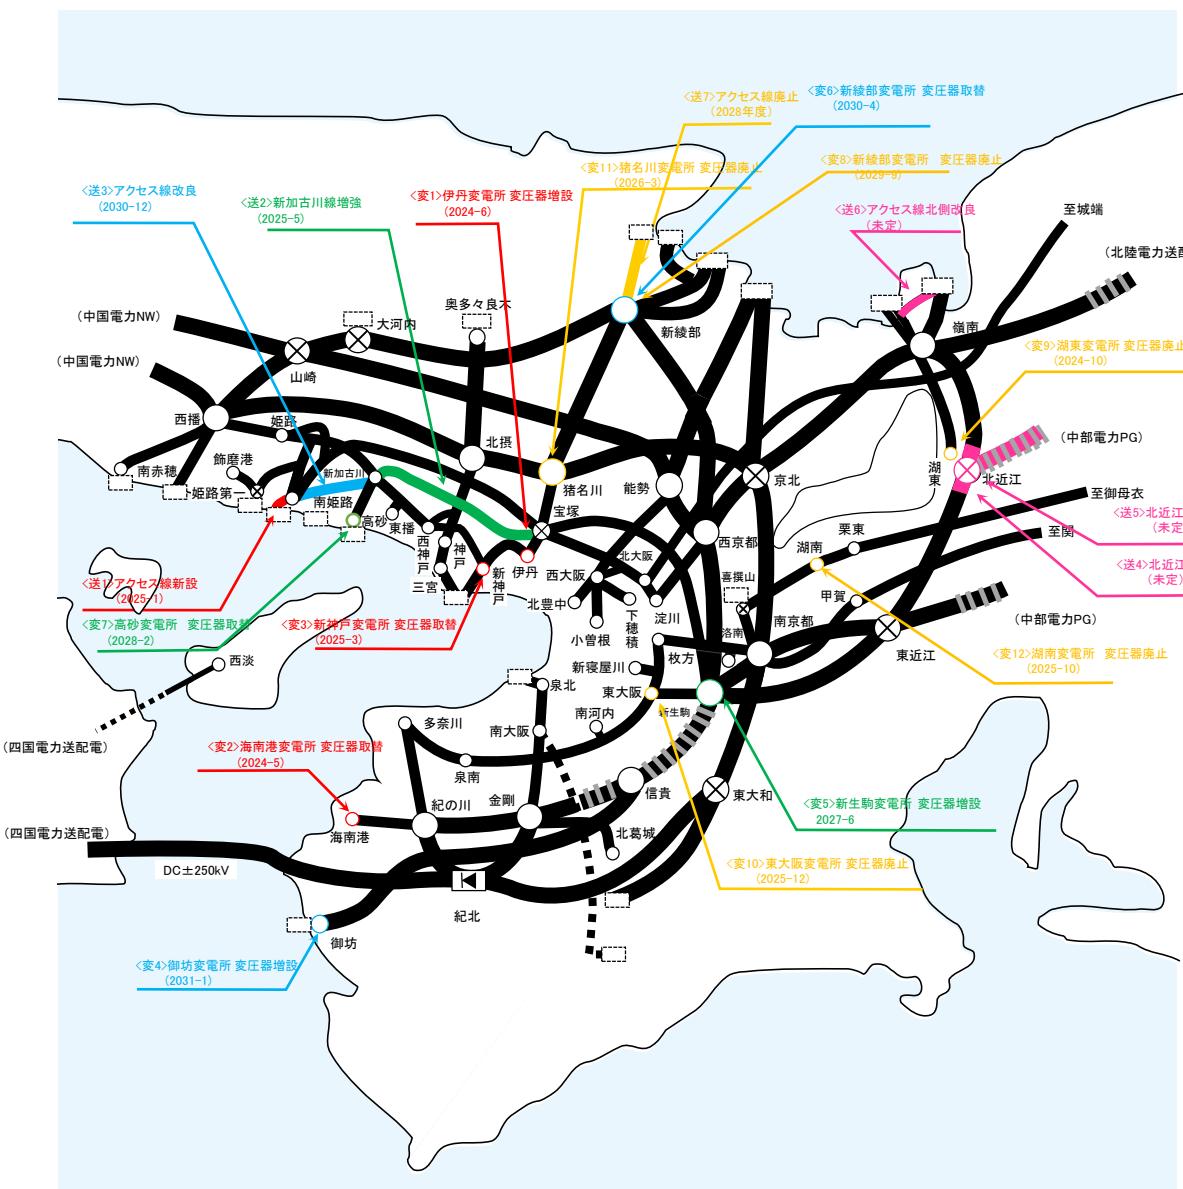 <送7>アクセス線廃止
(2028年度)
<変6>新綾部変電所 変圧器取替
(2030-4)
<変11>猪名川変電所 変圧器廃止
(2026-3)
<変8>新綾部変電所 変圧器廃止
(2029-9)
<送3>アクセス線改良
(2030-12)
<送2>新加古川線増強
(2025-5)
<変1>伊丹変電所 変圧器増設
(2024-6)
<送6>アクセス線北側改良
(未定)
至城端
(北陸電力送配
奥多々良木
(中国電力NW)
大河内
新綾部
嶺南
<変9>湖東変電所 変圧器廃止
(2024-10)
(中国電力NW)
山崎
西播
姫路
北摂
(中部電力PG)
飾磨港
南赤穂
新加古川
姫路第一
南姫路
高砂
東播
猪名川
能勢
京北
湖東
北近江
至御母衣
宝塚
西神戸
神戸
三宮
新神戸
伊丹
西大阪
北大阪
西京都
栗東
湖南
<送5>北近江
(未定)
至関
喜撰山
甲賀
<送4>北近江
(未定)
<送1>アクセス線新設
(2025-1)
北豊中
小曽根
下穂積
淀川
洛南
南京都
(中部電力PG)
<変7>高砂変電所 変圧器取替
(2028-2)
<変3>新神戸変電所 変圧器取替
(2025-3)
枚方
東近江
<変12>湖南変電所 変圧器廃止
(2025-10)
西淡
新寝屋川
泉北
東大阪
新生駒
(四国電力送配電)
多奈川
南大阪
南河内
<変2>海南港変電所 変圧器取替
(2024-5)
泉南
信貴
東大和
紀の川
金剛
<変5>新生駒変電所 変圧器増設
2027-6
(四国電力送配電)
海南港
北葛城
DC±250kV
<変10>東大阪変電所 変圧器廃止
(2025-12)
紀北
御坊
<変4>御坊変電所 変圧器増設
(2031-1)